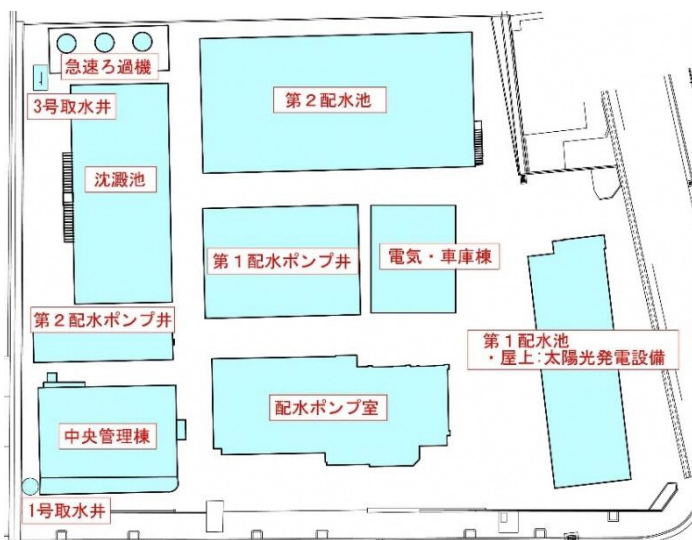 急速ろ過機
3号取水井
第2配水池
沈澱池
第1配水ポンプ井
電気・車庫棟
第2配水ポンプ井
第1配水池
・屋上:太陽光発電設備
配水ポンプ室
中央管理棟
1号取水井